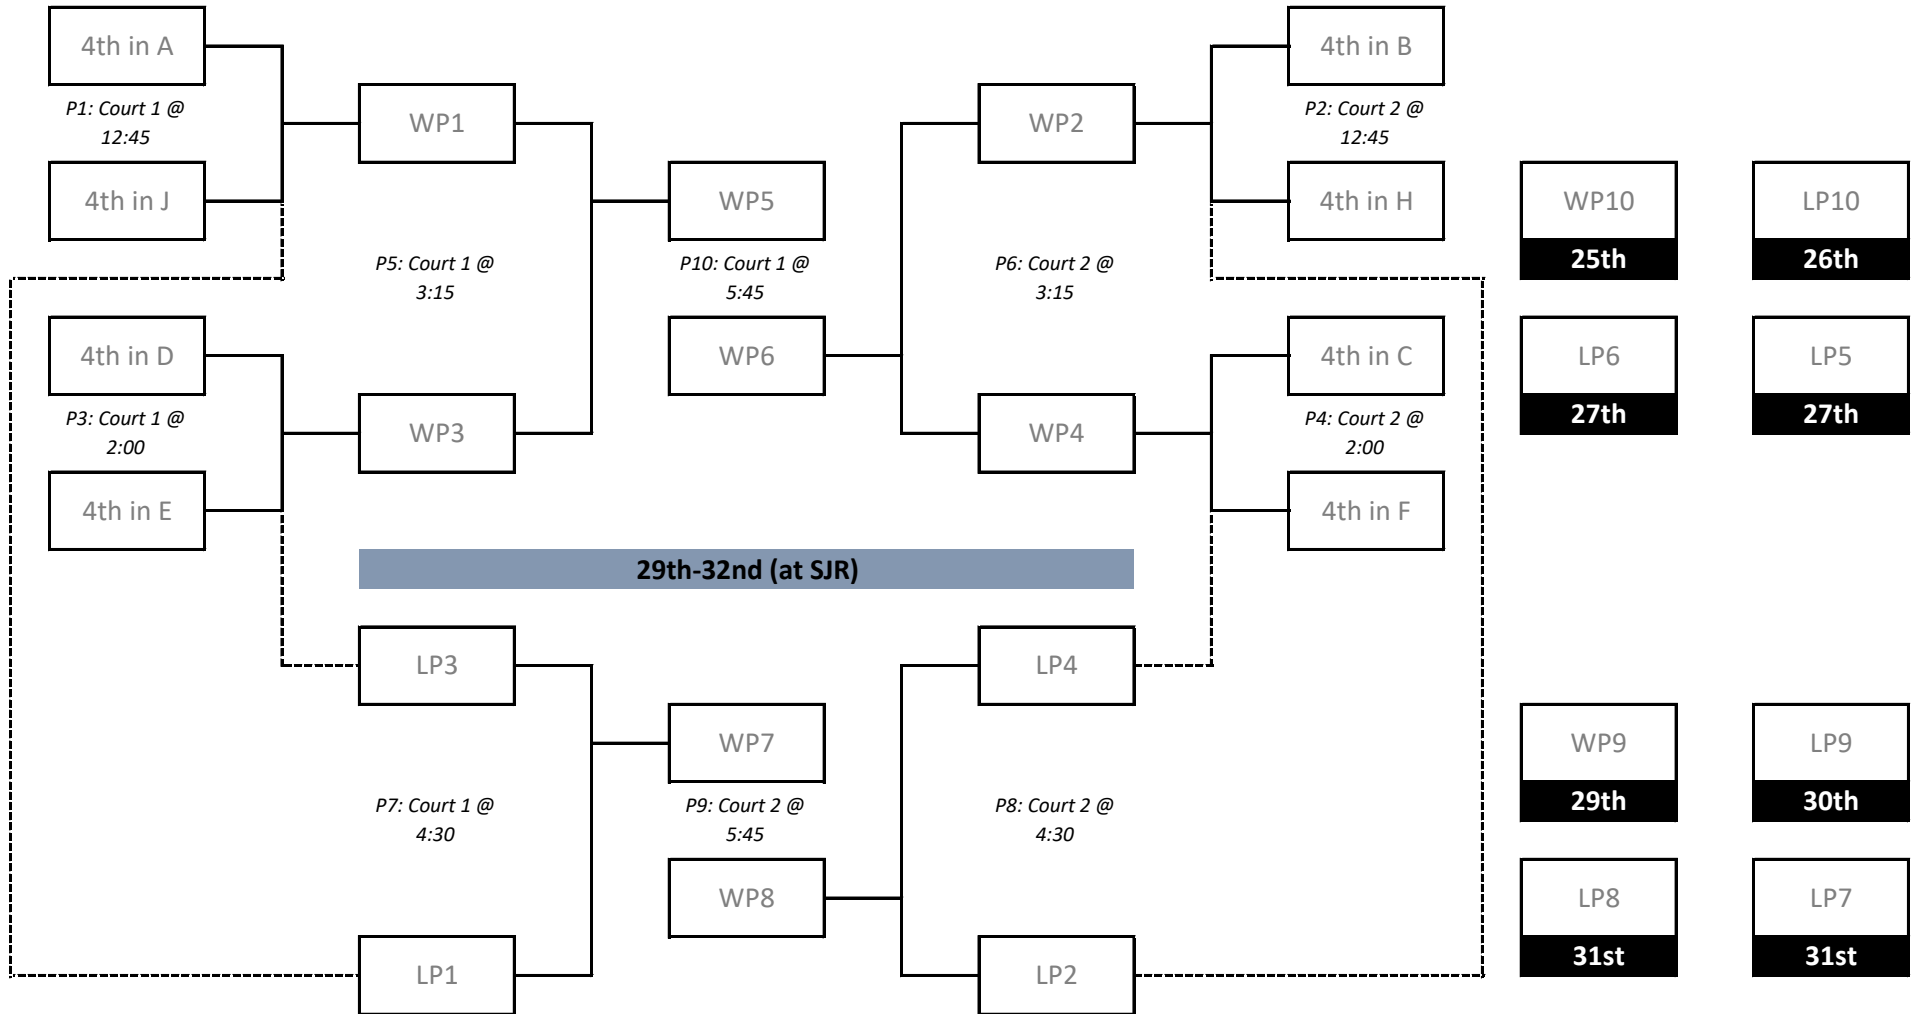 4th in A
4th in B
P1: Court 1 @
12:45
WP1
WP2
P2: Court 2 @
12:45
4th in J
WP5
4th in H
WP10
LP10
25th
26th
P5: Court 1 @
3:15
P10: Court 1 @
5:45
P6: Court 2 @
3:15
4th in D
WP6
4th in C
LP6
LP5
27th
27th
P3: Court 1 @
2:00
WP3
WP4
P4: Court 2 @
2:00
4th in E
4th in F
29th-32nd (at SJR)
LP3
LP4
WP7
WP9
LP9
29th
30th
P7: Court 1 @
4:30
P9: Court 2 @
5:45
P8: Court 2 @
4:30
WP8
LP8
LP7
31st
31st
LP1
LP2